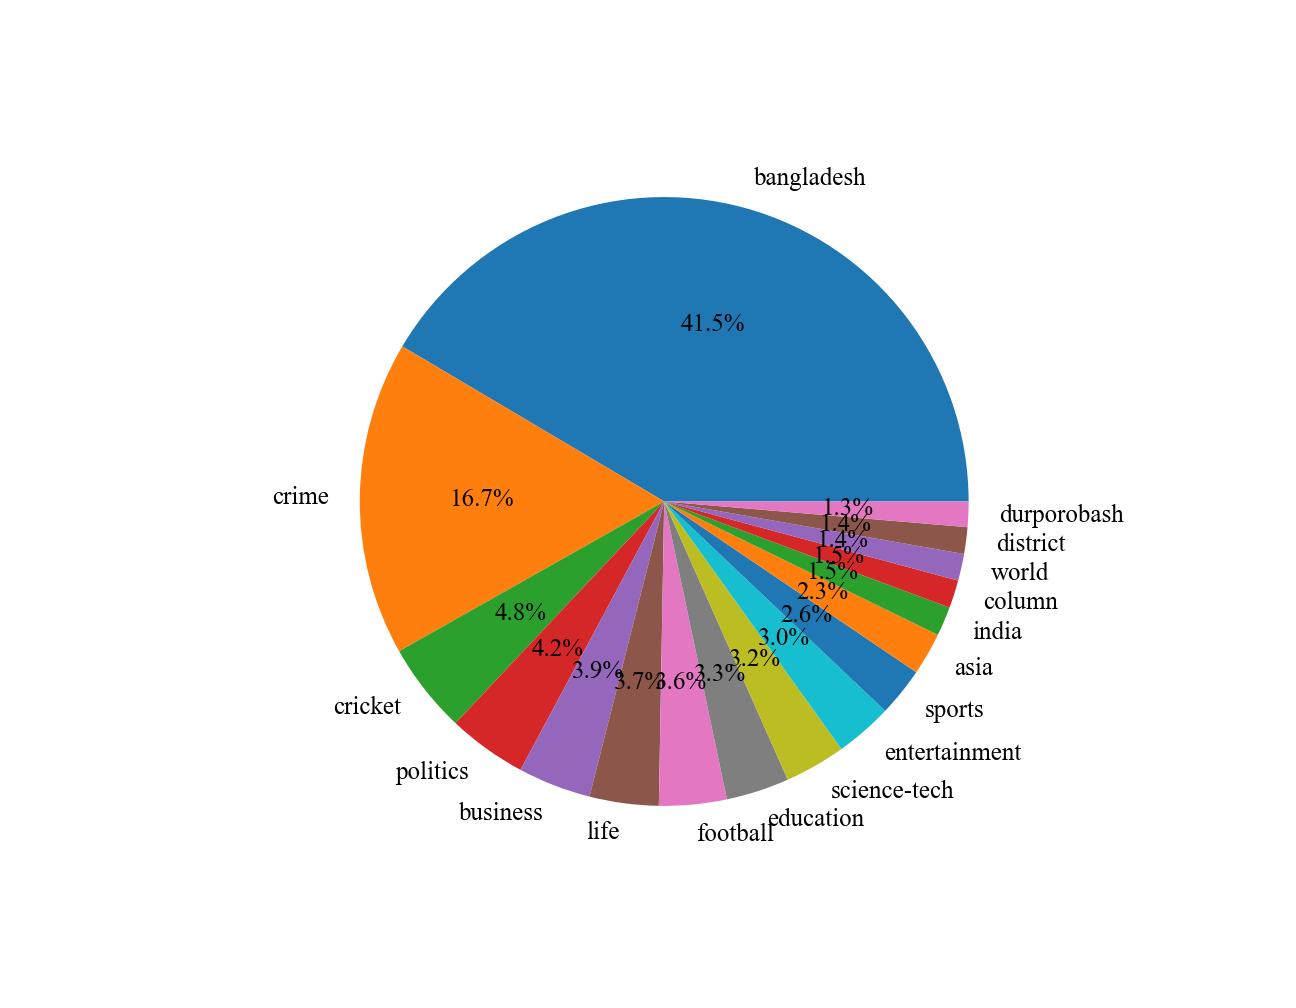 bangladesh
41.5%
crime
16.7%
cricket
4.8%
politics
4.2%
business
3.9%
life
3.7%
football
3.6%
education
3.3%
science-tech
3.2%
entertainment
3.0%
sports
2.6%
asia
2.3%
india
1.5%
column
1.5%
world
1.4%
district
1.4%
durporobash
1.3%